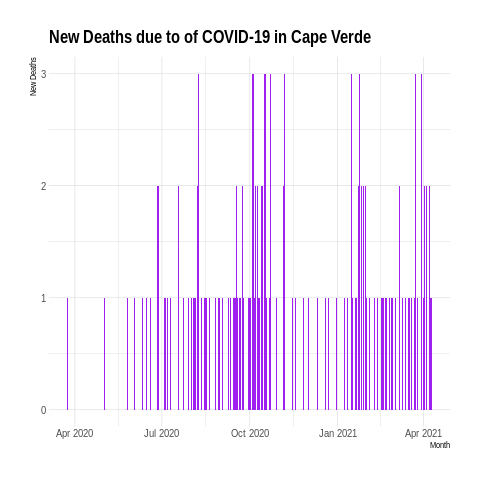 New Deaths due to of COVID-19 in Cape Verde
New Deaths
3
2
1
0
Apr 2020 Jul 2020 Oct 2020 Jan 2021 Apr 2021
Month